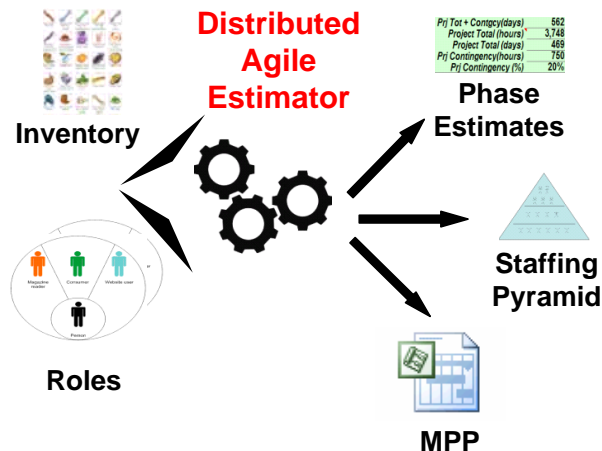 Distributed
Agile
Estimator
Inventory
Prj Tot + Contgcy(days) 562
Project Total (hours) 3,748
Project Total (days) 469
Prj Contingency (hours) 750
Prj Contingency (%) 20%
Phase
Estimates
Magazine
reader
Consumer
Website user
Person
Roles
Staffing
Pyramid
MPP